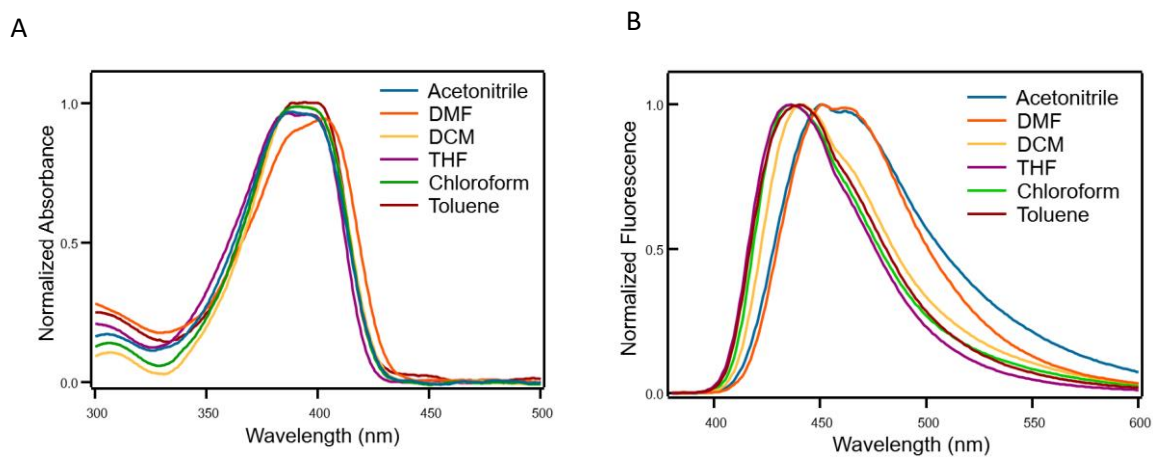 A
Normalized Absorbance
1.0
0.5
0.0
300
350
400
450
500
Wavelength (nm)
Acetonitrile
DMF
DCM
THF
Chloroform
Toluene
B
Normalized Fluorescence
1.0
0.5
0.0
400
450
500
550
600
Wavelength (nm)
Acetonitrile
DMF
DCM
THF
Chloroform
Toluene